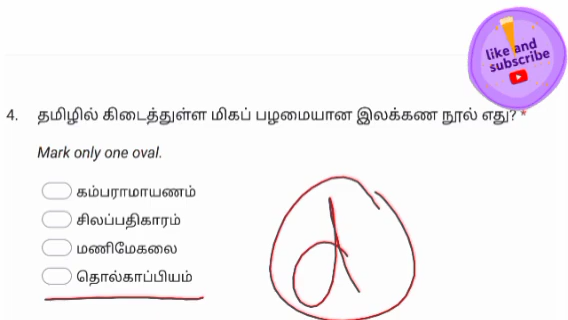 like and
subscribe
4. தமிழில் கிடைத்துள்ள மிகப் பழமையான இலக்கண நூல் எது? *
Mark only one oval.
கம்பராமாயணம்
சிலப்பதிகாரம்
மணிமேகலை
தொல்காப்பியம்
d